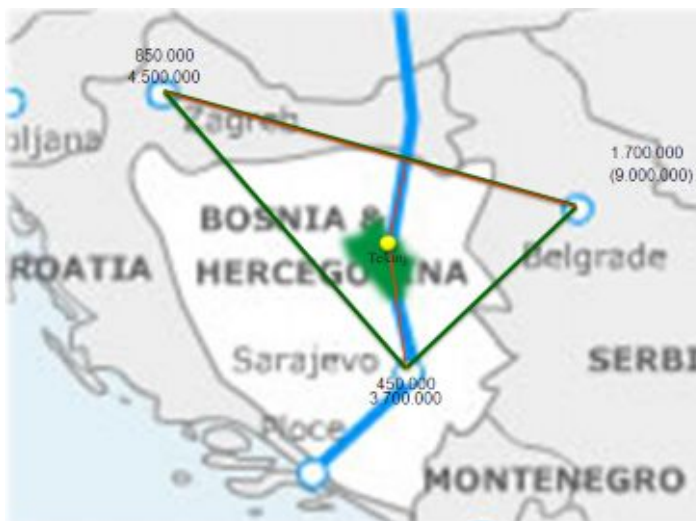 850.000
4.500.000
Zagreb
oljana
1.700.000
(9.000.000)
BOSNIA &
Belgrade
ROATIA
HERCEGOVINA
Sarajevo
SERBI
450.000
3.700.000
Ploce
MONTENEGRO